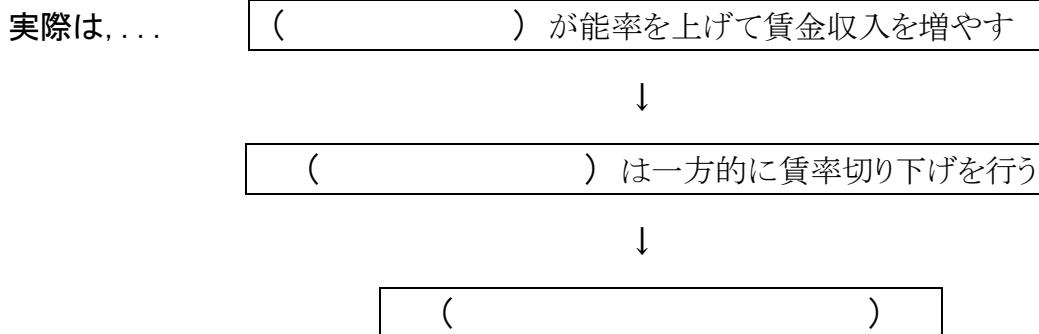 実際は,... （　　　　　　　）が能率を上げて賃金収入を増やす
↓
（　　　　　　　　）は一方的に賃率切り下げを行う
↓
（　　　　　　　　　　　　）